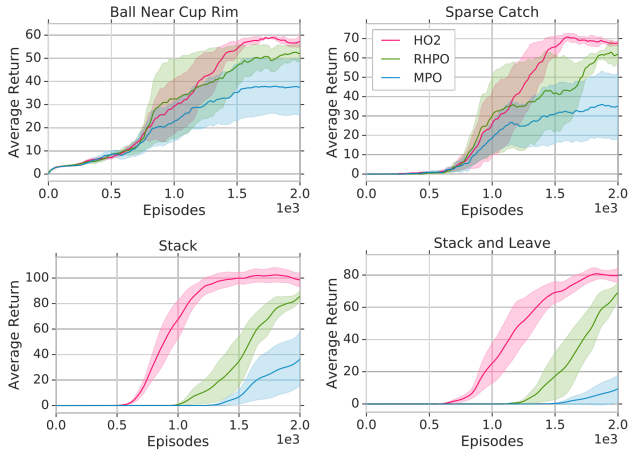 Ball Near Cup Rim
Average Return
60
50
40
30
20
10
0
0.0 0.5 1.0 1.5 2.0
Episodes
1e3
Sparse Catch
Average Return
70
60
50
40
30
20
10
0
HO2
RHPO
MPO
0.0 0.5 1.0 1.5 2.0
Episodes
1e3
Stack
Average Return
100
80
60
40
20
0
0.0 0.5 1.0 1.5 2.0
Episodes
1e3
Stack and Leave
Average Return
80
60
40
20
0
0.0 0.5 1.0 1.5 2.0
Episodes
1e3